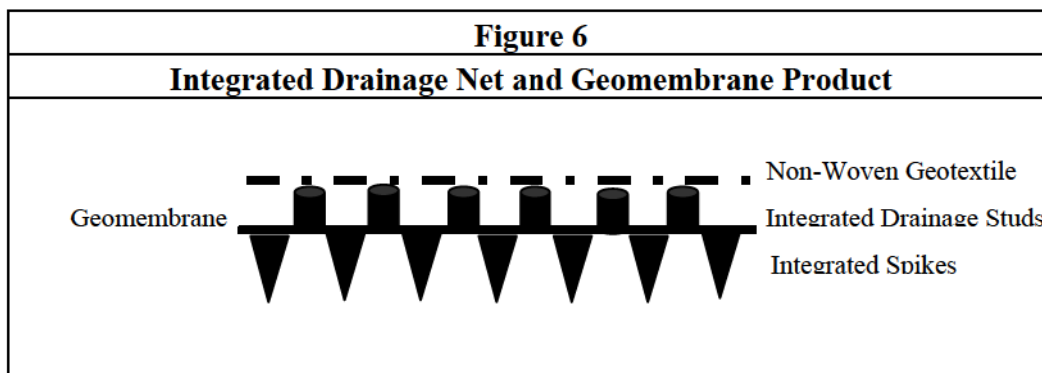 Figure 6
Integrated Drainage Net and Geomembrane Product
Non-Woven Geotextile
Geomembrane
Integrated Drainage Studs
Integrated Spikes